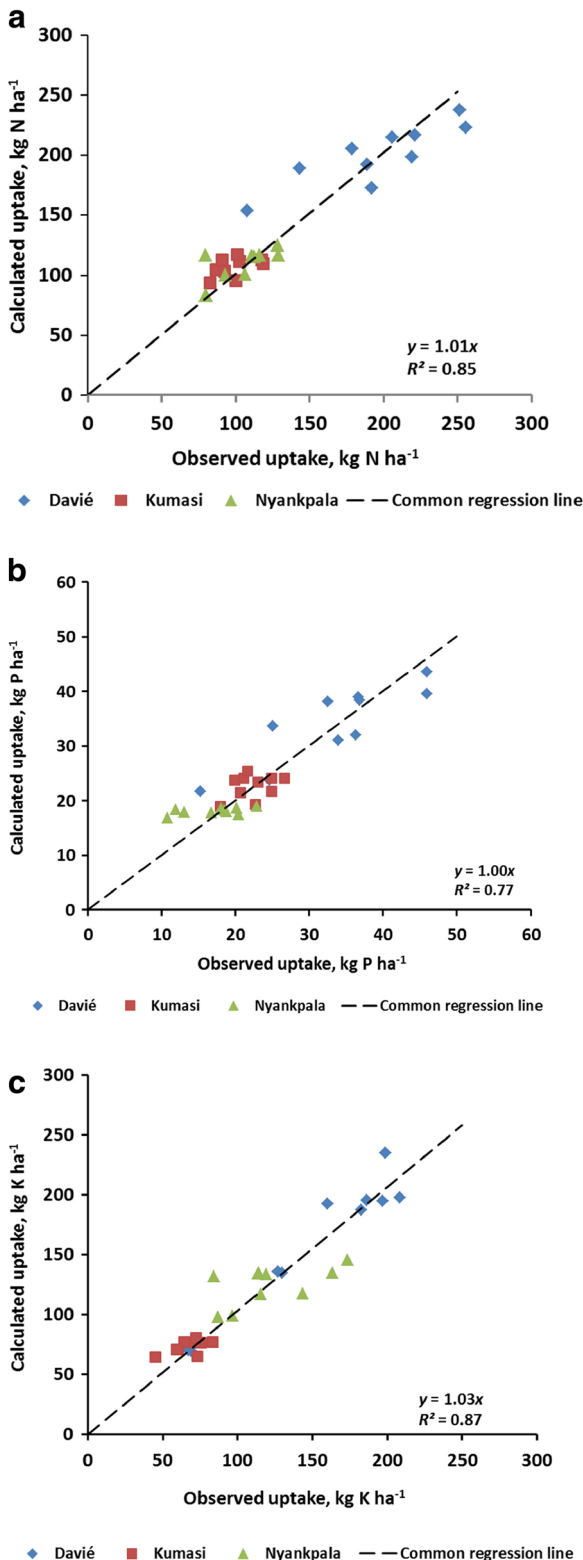 a
300
250
200
150
100
50
0
Calculated uptake, kg N ha⁻¹
y = 1.01x
R² = 0.85
0 50 100 150 200 250 300
Observed uptake, kg N ha⁻¹
Davié Kumasi Nyankpala Common regression line
b
60
50
40
30
20
10
0
Calculated uptake, kg P ha⁻¹
y = 1.00x
R² = 0.77
0 10 20 30 40 50 60
Observed uptake, kg P ha⁻¹
Davié Kumasi Nyankpala Common regression line
c
300
250
200
150
100
50
0
Calculated uptake, kg K ha⁻¹
y = 1.03x
R² = 0.87
0 50 100 150 200 250 300
Observed uptake, kg K ha⁻¹
Davié Kumasi Nyankpala Common regression line